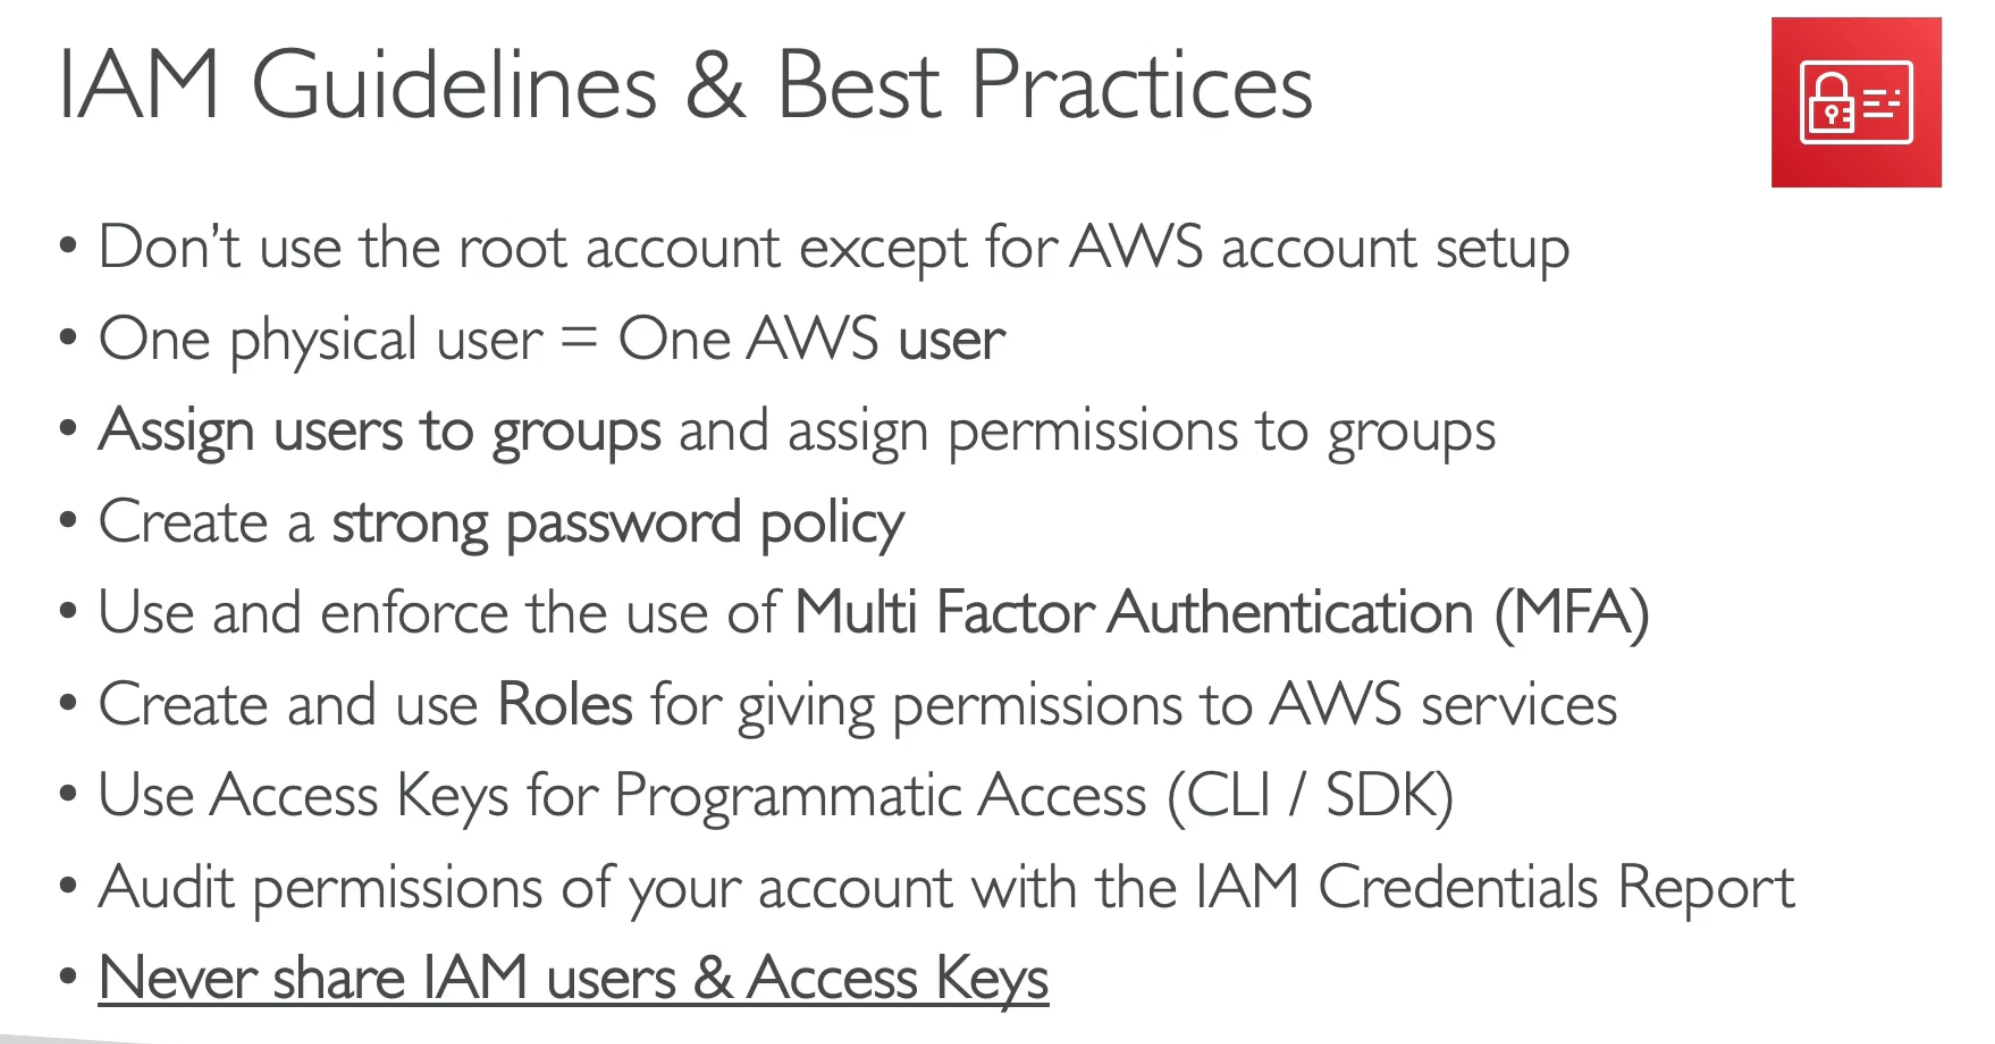 IAM Guidelines & Best Practices
• Don't use the root account except for AWS account setup
• One physical user = One AWS user
• Assign users to groups and assign permissions to groups
• Create a strong password policy
• Use and enforce the use of Multi Factor Authentication (MFA)
• Create and use Roles for giving permissions to AWS services
• Use Access Keys for Programmatic Access (CLI / SDK)
• Audit permissions of your account with the IAM Credentials Report
• Never share IAM users & Access Keys